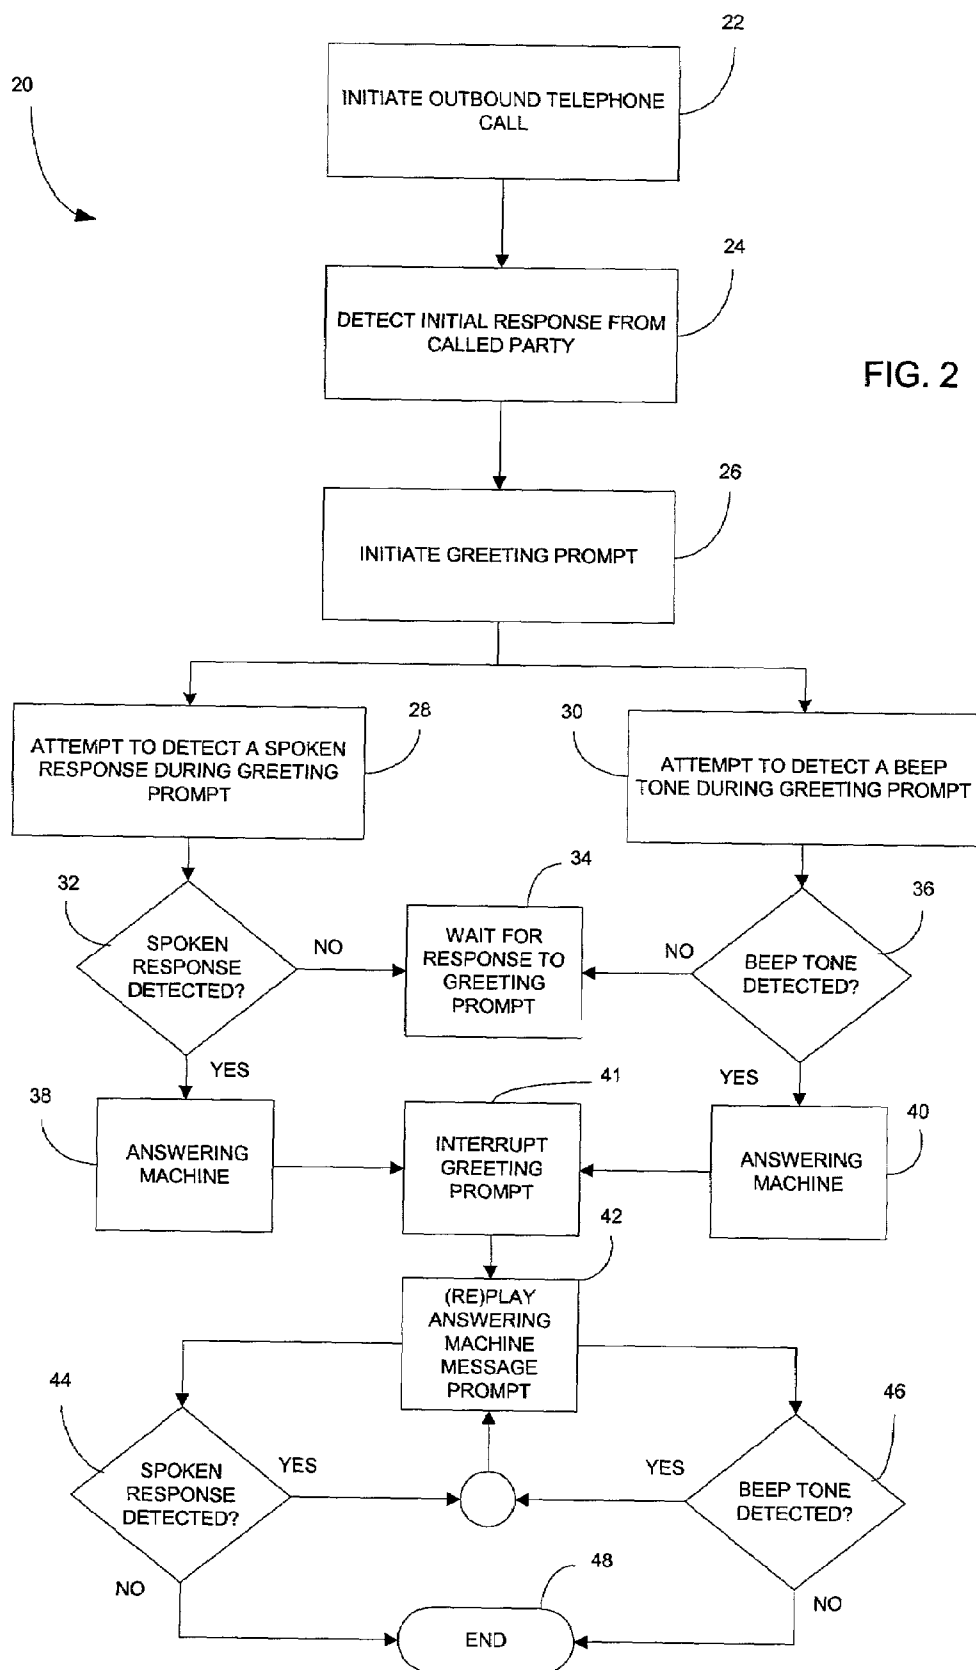 22
20
INITIATE OUTBOUND TELEPHONE
CALL
24
DETECT INITIAL RESPONSE FROM
CALLED PARTY
FIG. 2
26
INITIATE GREETING PROMPT
28
30
ATTEMPT TO DETECT A SPOKEN
RESPONSE DURING GREETING
PROMPT
ATTEMPT TO DETECT A BEEP
TONE DURING GREETING PROMPT
32
34
36
SPOKEN
RESPONSE
DETECTED?
NO
WAIT FOR
RESPONSE TO
GREETING
PROMPT
NO
BEEP TONE
DETECTED?
YES
41
YES
38
40
ANSWERING
MACHINE
INTERRUPT
GREETING
PROMPT
ANSWERING
MACHINE
42
(RE)PLAY
ANSWERING
MACHINE
MESSAGE
PROMPT
44
46
SPOKEN
RESPONSE
DETECTED?
YES
YES
BEEP TONE
DETECTED?
NO
48
NO
END